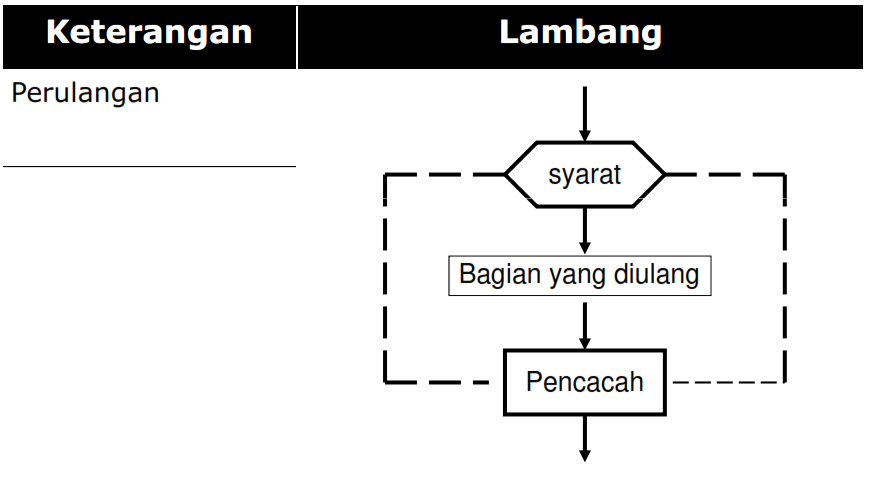 Keterangan
Lambang
Perulangan
syarat
Bagian yang diulang
Pencacah